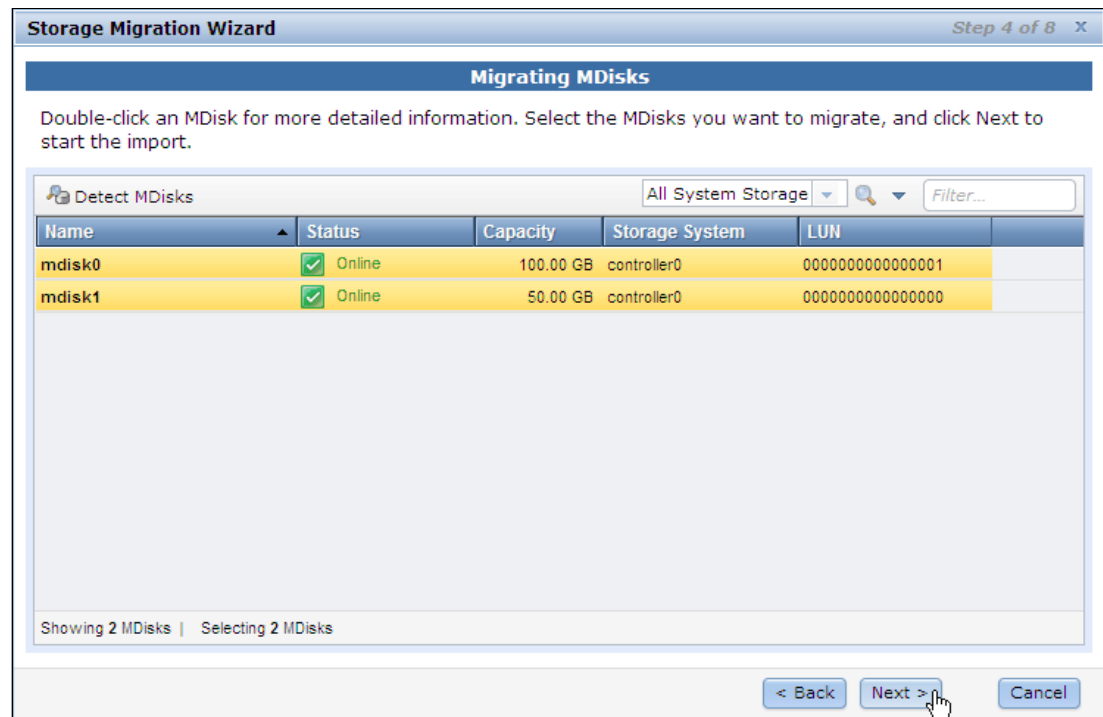 Storage Migration Wizard Step 4 of 8 X
Migrating MDisks
Double-click an MDisk for more detailed information. Select the MDisks you want to migrate, and click Next to
start the import.
Detect MDisks All System Storage Filter...
Name Status Capacity Storage System LUN
mdisk0 Online 100.00 GB controller0 0000000000000001
mdisk1 Online 50.00 GB controller0 0000000000000000
Showing 2 MDisks | Selecting 2 MDisks
< Back Next > Cancel